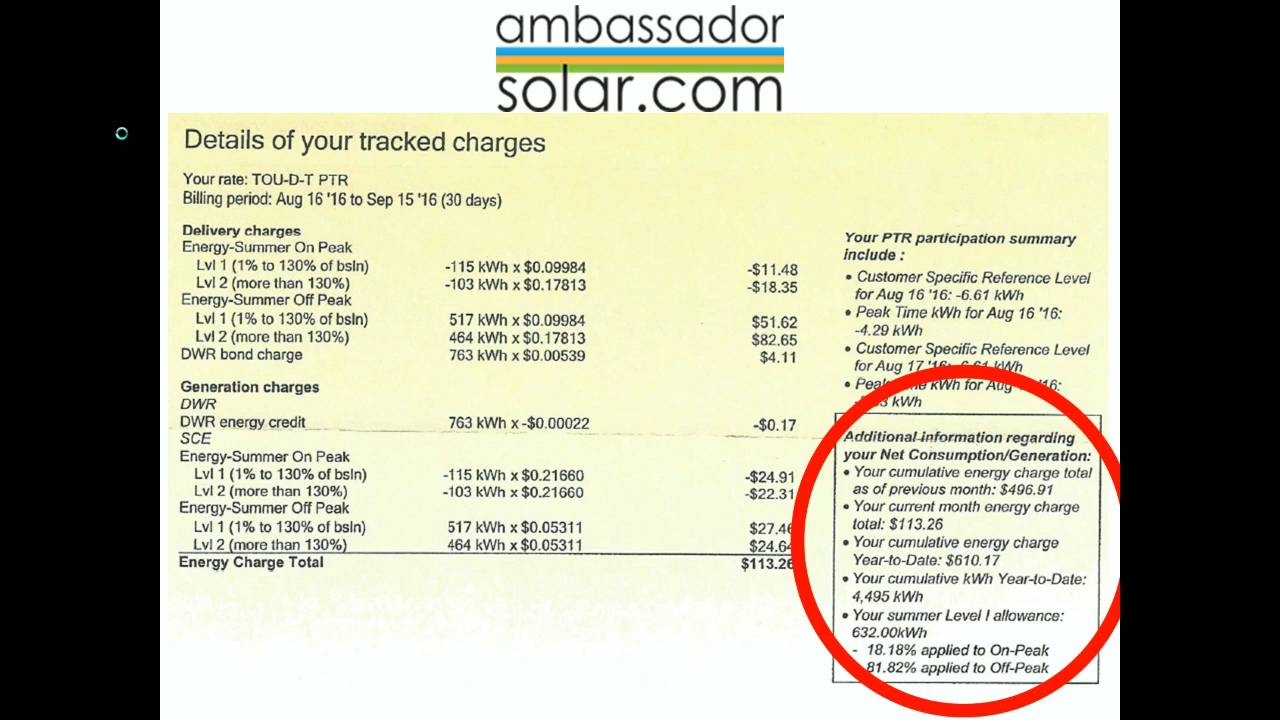 ambassador
solar.com
Details of your tracked charges
Your rate: TOU-D-T PTR
Billing period: Aug 16 '16 to Sep 15 '16 (30 days)
Delivery charges
Energy-Summer On Peak
Lvl 1 (1% to 130% of bsln) -115 kWh x $0.09984 -$11.48
Lvl 2 (more than 130%) -103 kWh x $0.17813 -$18.35
Energy-Summer Off Peak
Lvl 1 (1% to 130% of bsln) 517 kWh x $0.09984 $51.62
Lvl 2 (more than 130%) 464 kWh x $0.17813 $82.65
DWR bond charge 763 kWh x $0.00539 $4.11
Generation charges
DWR
DWR energy credit 763 kWh x -$0.00022 -$0.17
SCE
Energy-Summer On Peak
Lvl 1 (1% to 130% of bsln) -115 kWh x $0.21660 -$24.91
Lvl 2 (more than 130%) -103 kWh x $0.21660 -$22.31
Energy-Summer Off Peak
Lvl 1 (1% to 130% of bsln) 517 kWh x $0.05311 $27.46
Lvl 2 (more than 130%) 464 kWh x $0.05311 $24.64
Energy Charge Total $113.26
Your PTR participation summary
include :
• Customer Specific Reference Level
for Aug 16 '16: -6.61 kWh
• Peak Time kWh for Aug 16 '16:
-4.29 kWh
• Customer Specific Reference Level
for Aug 17 '16: -6.61 kWh
• Peak Time kWh for Aug '16:
kWh
Additional information regarding
your Net Consumption/Generation:
• Your cumulative energy charge total
as of previous month: $496.91
• Your current month energy charge
total: $113.26
• Your cumulative energy charge
Year-to-Date: $610.17
• Your cumulative kWh Year-to-Date:
4,495 kWh
• Your summer Level I allowance:
632.00kWh
- 18.18% applied to On-Peak
81.82% applied to Off-Peak